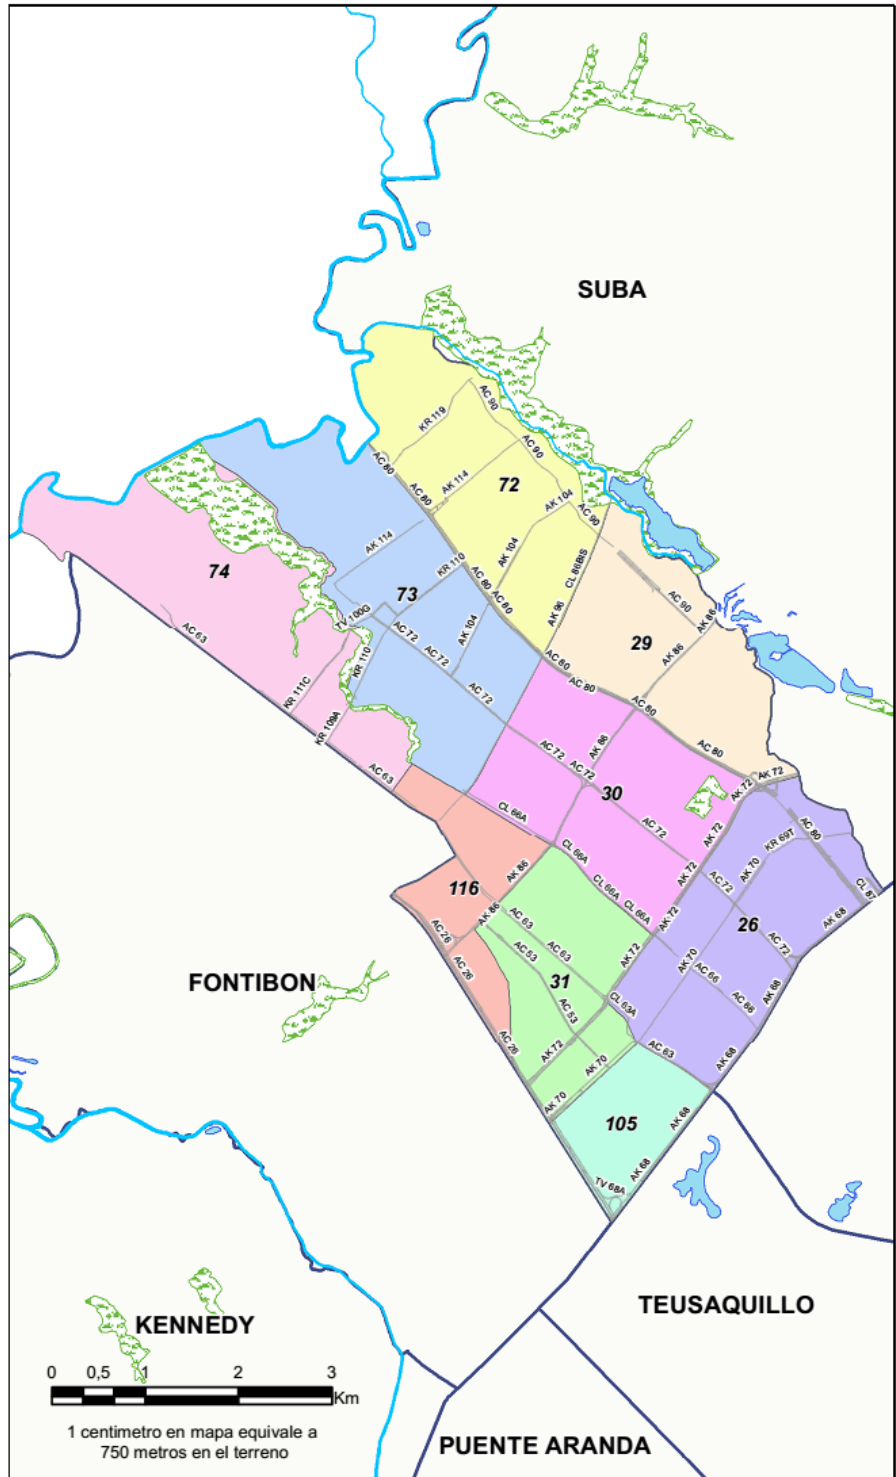 SUBA
AC 90
KR 119
AC 90
AC 80
AK 114
72
AC 80
AK 104
AC 90
AK 114
AK 104
CL 86BIS
KR 110
74
AC 80
73
AC 80
AC 90
TV 100G
AK 96
AK 86
AC 63
AC 72
AK 104
29
AK 86
KR 110
AC 72
AC 80
KR 111C
AC 72
AC 80
AC 80
KR 109A
AK 86
AC 72
AC 80
AC 63
AC 72
AK 72
AK 72
30
CL 66A
AC 72
AK 72
AC 80
KR 69T
CL 66A
AK 86
AK 72
AK 70
AC 72
116
CL 66A
CL 87
AK 86
AC 63
CL 66A
AK 72
AK 68
AC 26
26
AC 63
AC 53
AK 72
AC 72
AC 26
AK 70
AC 66
FONTIBON
31
AC 53
CL 63A
AC 66
AK 68
AC 26
AK 72
AC 63
AK 70
AK 68
AK 70
105
AK 68
AK 68
TV 68A
TEUSAQUILLO
KENNEDY
0 0,5 1 2 3
Km
1 centimetro en mapa equivale a
750 metros en el terreno
PUENTE ARANDA